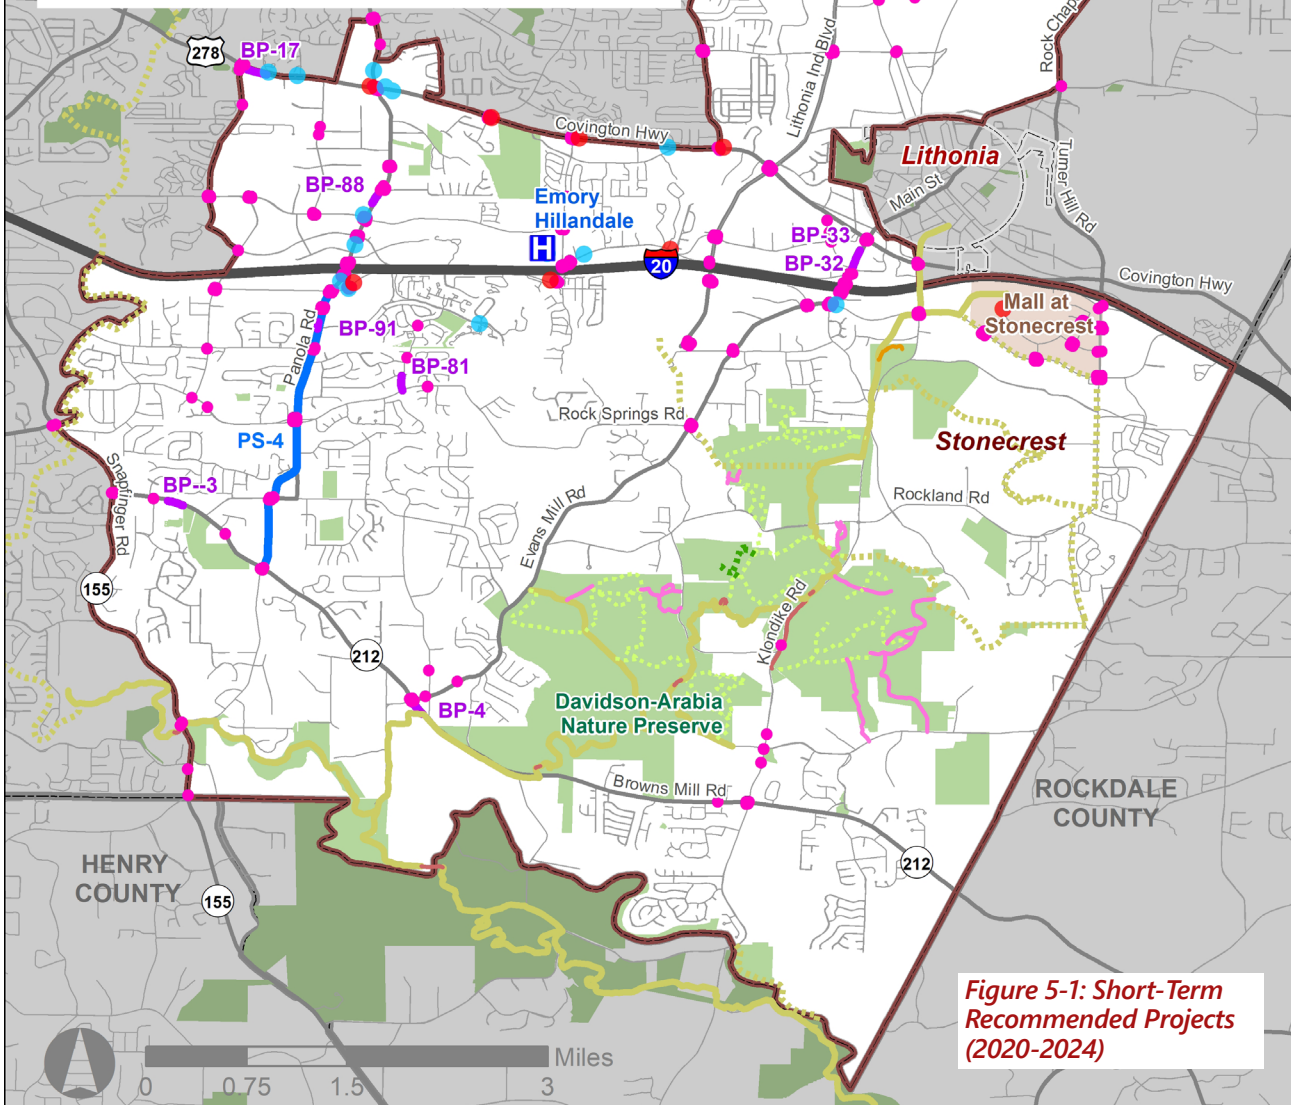 Rock Chap
Lithonia Ind Blvd
278
BP-17
Covington Hwy
Lithonia
Main St
Turner Hill Rd
BP-88
Emory
Hillandale
H
BP-33
BP-32
20
Covington Hwy
Mall at
Stonecrest
Panola Rd
BP-91
BP-81
Rock Springs Rd
PS-4
Stonecrest
Snapfinger Rd
BP--3
Rockland Rd
Evans Mill Rd
155
Klondike Rd
212
Davidson-Arabia
Nature Preserve
BP-4
Browns Mill Rd
ROCKDALE
COUNTY
HENRY
COUNTY
212
155
Figure 5-1: Short-Term
Recommended Projects
(2020-2024)
Miles
0 0.75 1.5 3